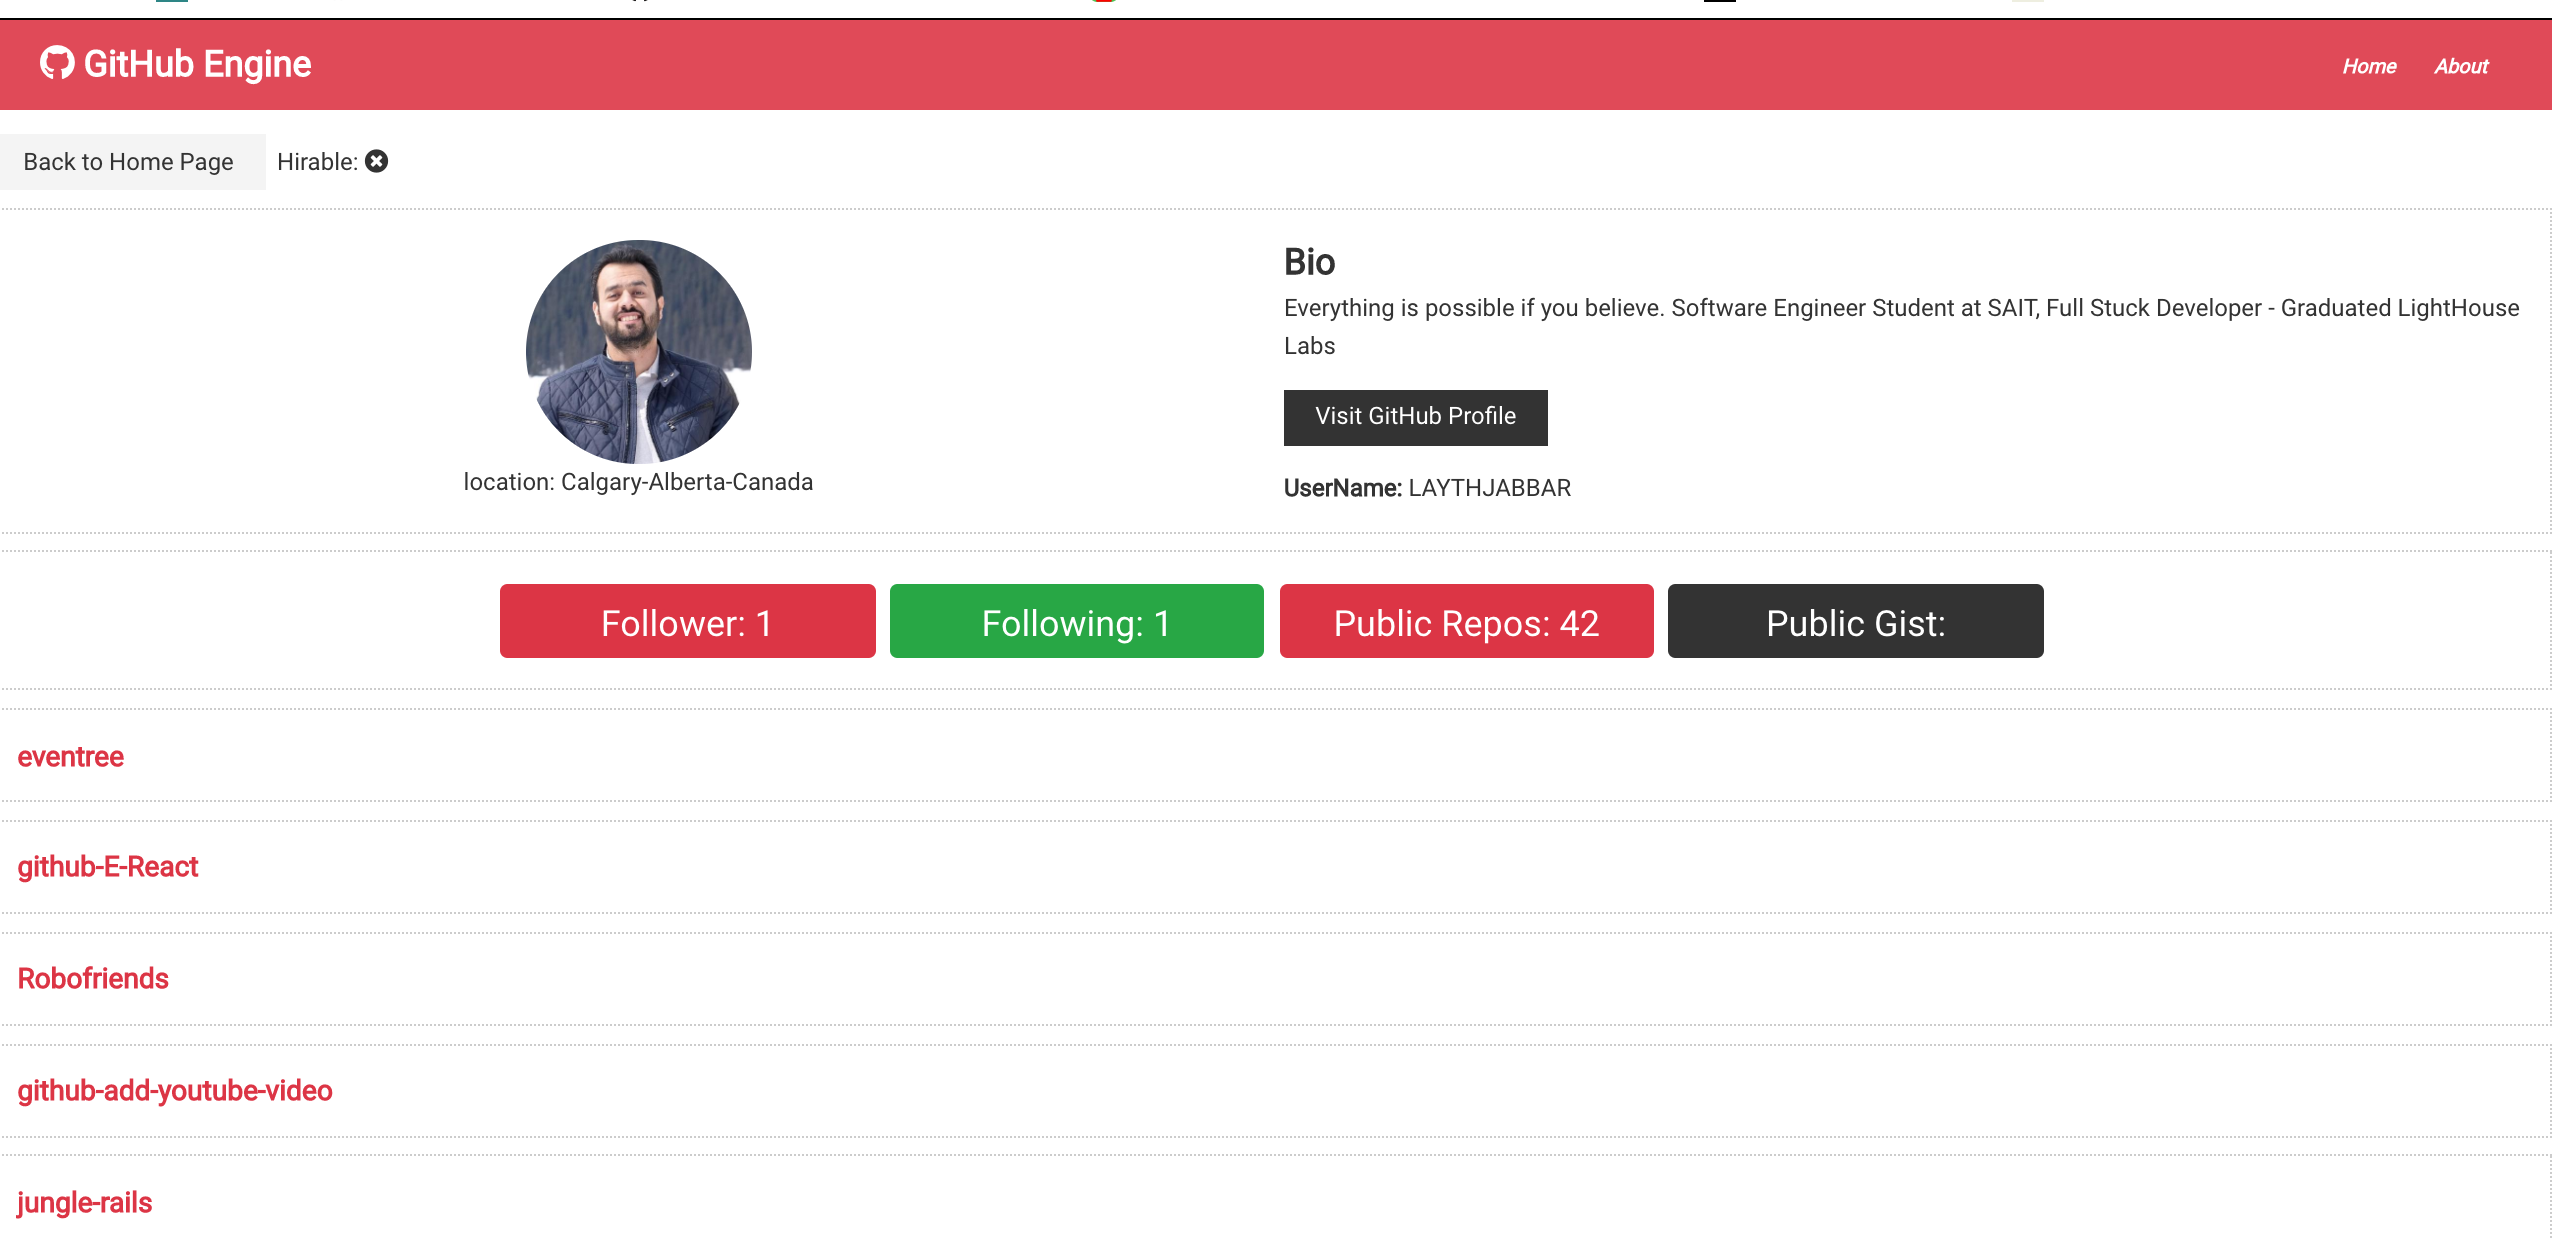 GitHub Engine
Home About
Back to Home Page Hirable:
Bio
Everything is possible if you believe. Software Engineer Student at SAIT, Full Stuck Developer - Graduated LightHouse
Labs
Visit GitHub Profile
location: Calgary-Alberta-Canada
UserName: LAYTHJABBAR
Follower: 1 Following: 1 Public Repos: 42 Public Gist:
eventree
github-E-React
Robofriends
github-add-youtube-video
jungle-rails